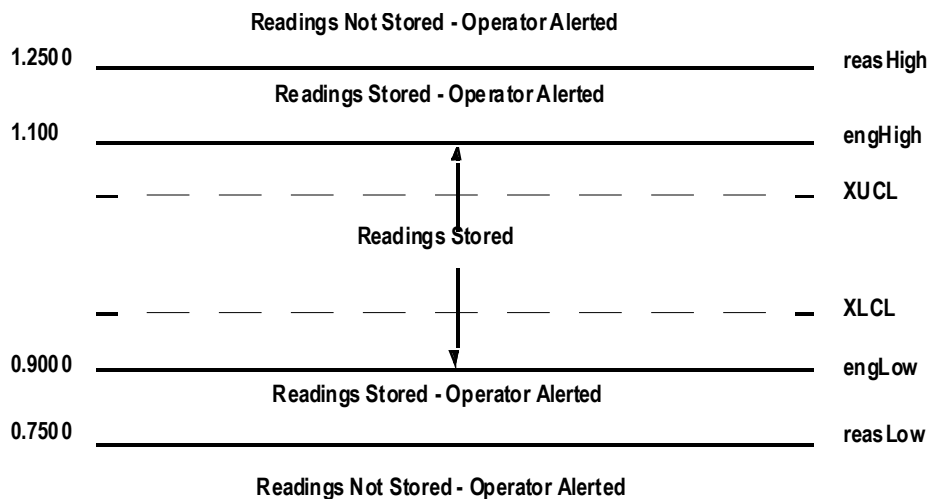 Readings Not Stored - Operator Alerted
1.2500 reasHigh
Readings Stored - Operator Alerted
1.100 engHigh
XUCL
Readings Stored
XLCL
0.9000 engLow
Readings Stored - Operator Alerted
0.7500 reasLow
Readings Not Stored - Operator Alerted